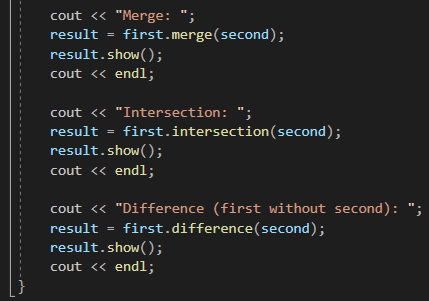 cout << "Merge: ";
result = first.merge(second);
result.show();
cout << endl;
cout << "Intersection: ";
result = first.intersection(second);
result.show();
cout << endl;
cout << "Difference (first without second): ";
result = first.difference(second);
result.show();
cout << endl;
}